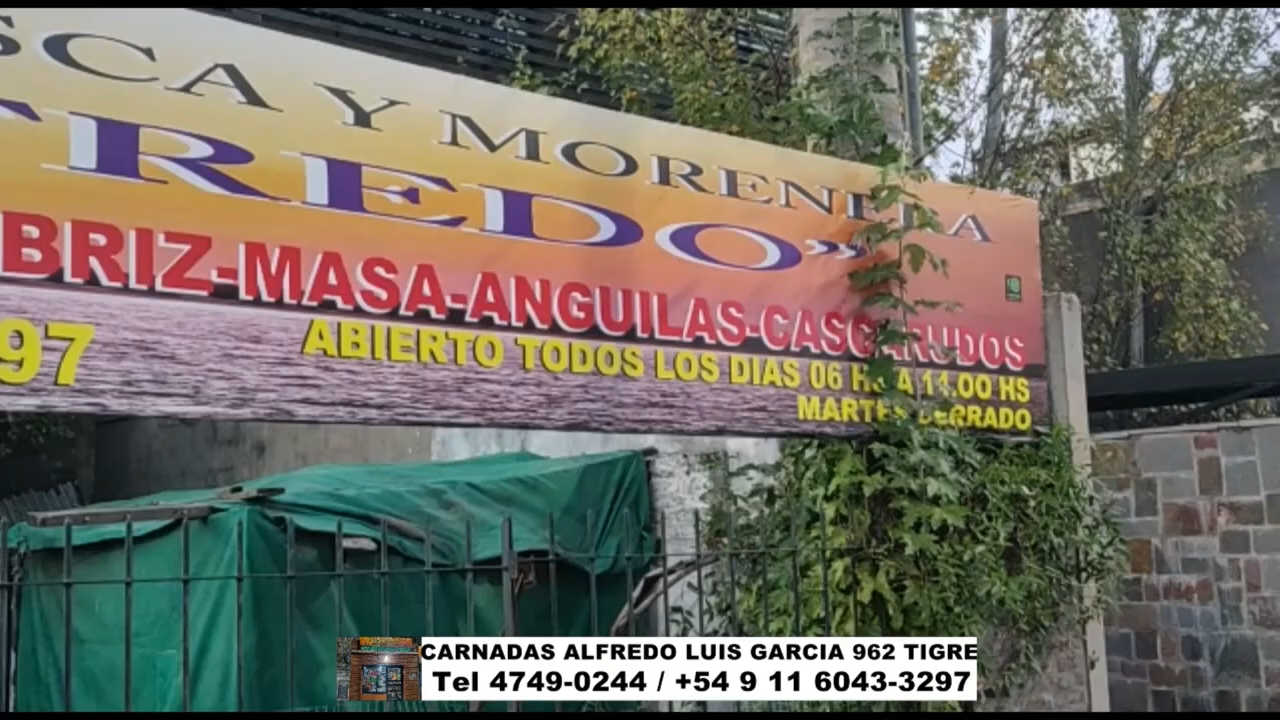 SCA Y MORENITA
FREDO”
BRIZ-MASA-ANGUILAS-CASCARUDOS
97
ABIERTO TODOS LOS DIAS 06 HS A 14.00 HS
MARTES CERRADO
CARNADAS ALFREDO LUIS GARCIA 962 TIGRE
Tel 4749-0244 / +54 9 11 6043-3297